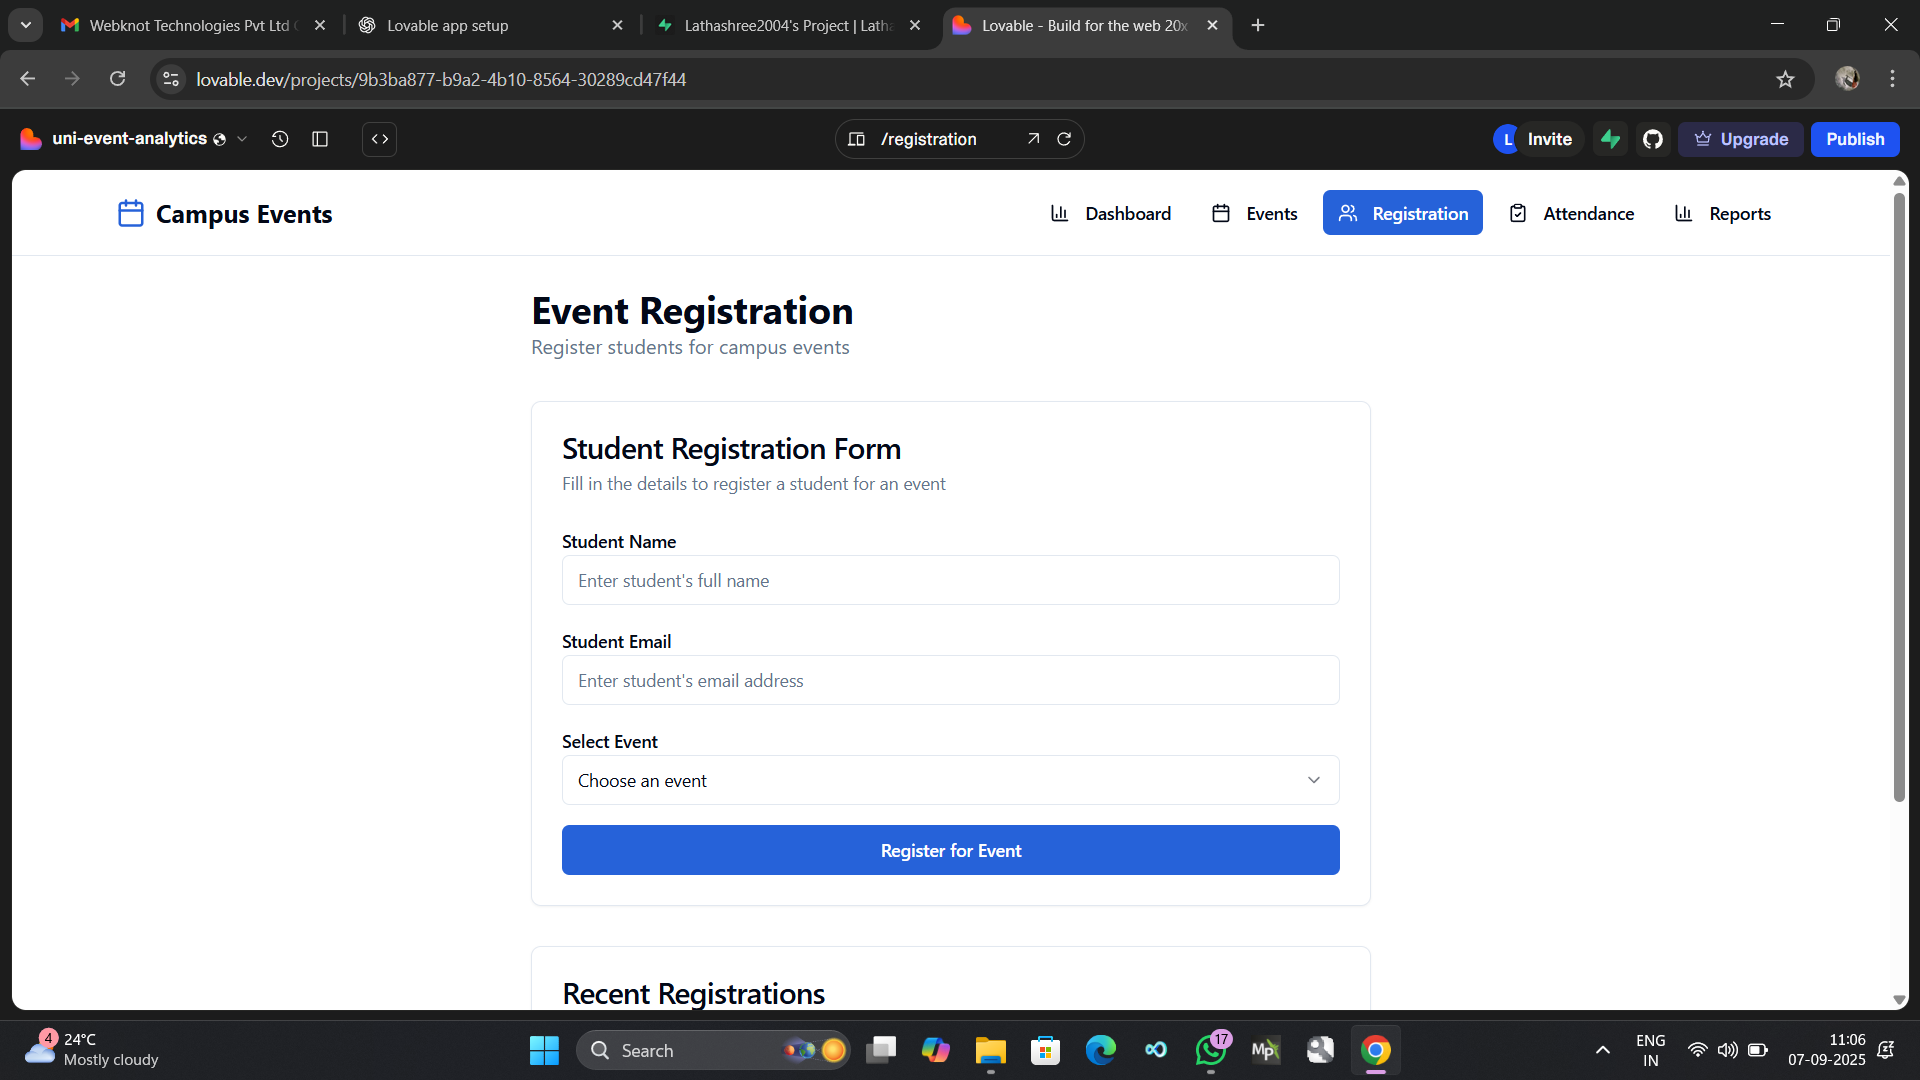 Webknot Technologies Pvt Ltd
Lovable app setup
Lathashree2004's Project | Latha
Lovable - Build for the web 20x
lovable.dev/projects/9b3ba877-b9a2-4b10-8564-30289cd47f44
uni-event-analytics
/registration
L
Invite
Upgrade
Publish
Campus Events
Dashboard
Events
Registration
Attendance
Reports
Event Registration
Register students for campus events
Student Registration Form
Fill in the details to register a student for an event
Student Name
Enter student's full name
Student Email
Enter student's email address
Select Event
Choose an event
Register for Event
Recent Registrations
4
24°C
Mostly cloudy
Search
17
Mp
ENG
IN
11:06
07-09-2025